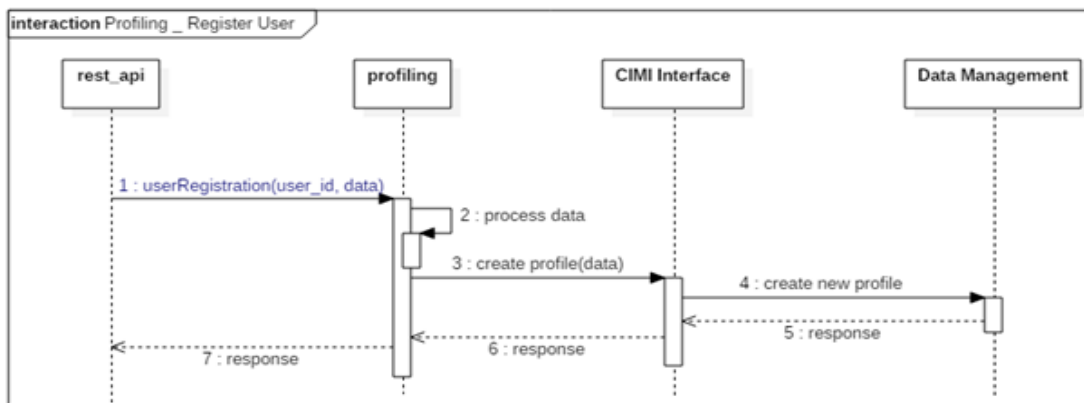 interaction Profiling _ Register User
rest_api
profiling
CIMI Interface
Data Management
1 : userRegistration(user_id, data)
2 : process data
3 : create profile(data)
4 : create new profile
5 : response
6 : response
7 : response